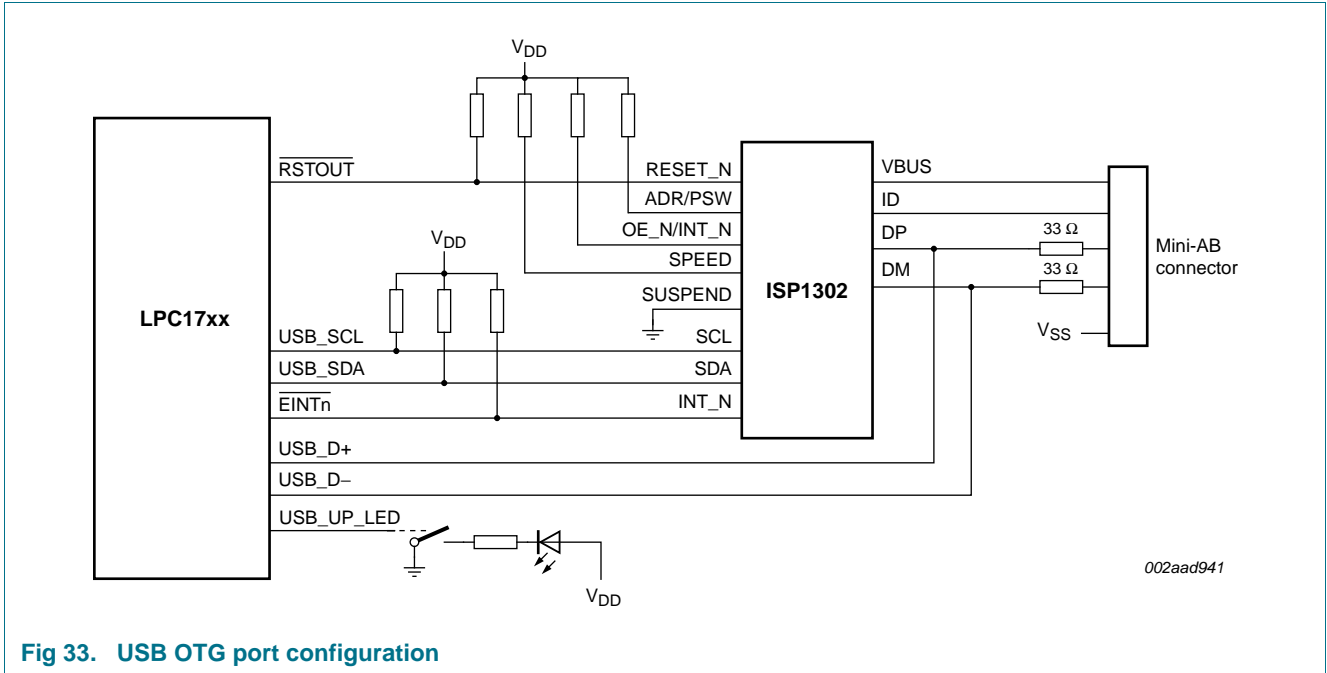 VDD
RSTOUT
RESET_N
VBUS
ADR/PSW
ID
OE_N/INT_N
DP
33 Ω
VDD
SPEED
DM
33 Ω
Mini-AB
connector
SUSPEND
ISP1302
LPC17xx
VSS
USB_SCL
SCL
USB_SDA
SDA
EINTn
INT_N
USB_D+
USB_D−
USB_UP_LED
VDD
002aad941
Fig 33. USB OTG port configuration